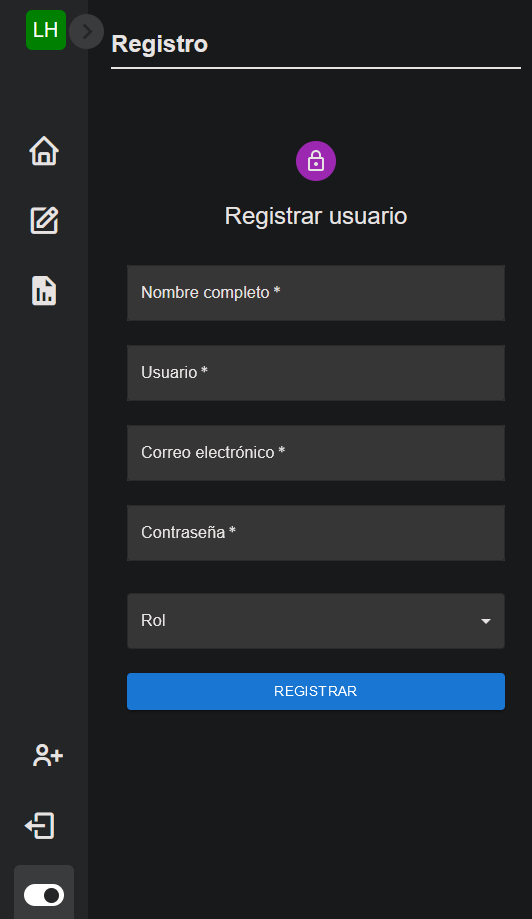 LH
Registro
Registrar usuario
Nombre completo *
Usuario *
Correo electrónico *
Contraseña *
Rol
REGISTRAR